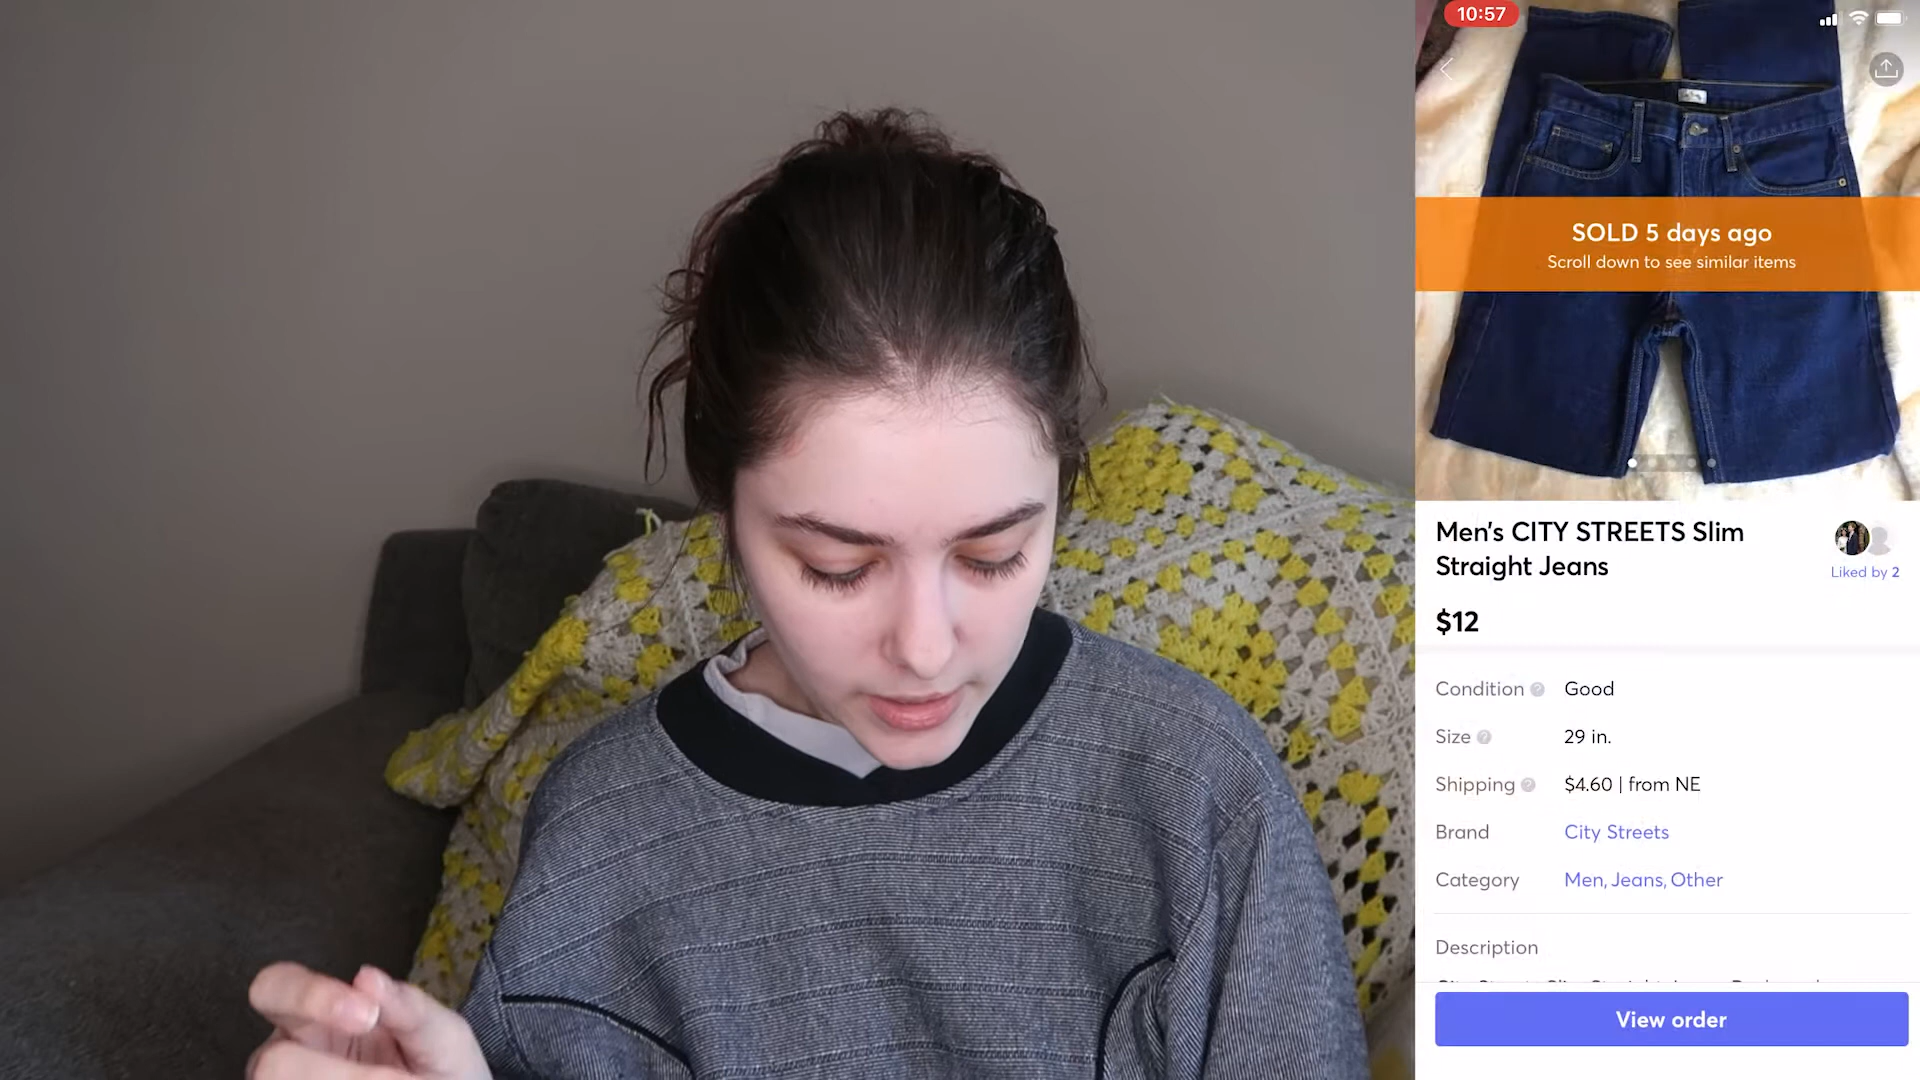 10:57
SOLD 5 days ago
Scroll down to see similar items
Men's CITY STREETS Slim
Straight Jeans
Liked by 2
$12
Condition ? Good
Size ? 29 in.
Shipping ? $4.60 | from NE
Brand City Streets
Category Men, Jeans, Other
Description
View order